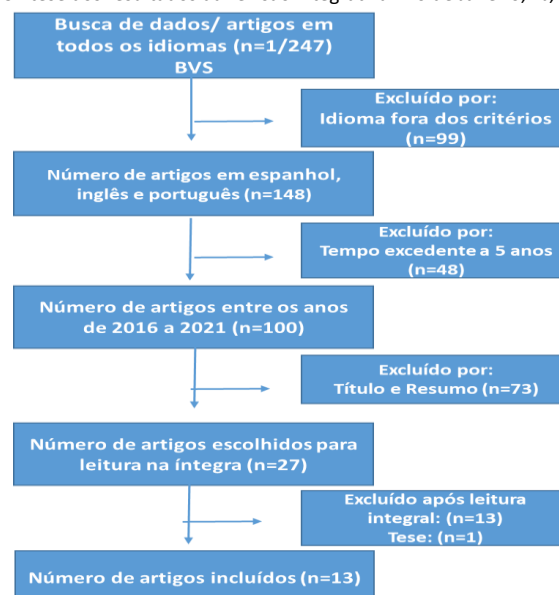 Busca de dados/ artigos em
todos os idiomas (n=1/247)
BVS
Excluído por:
Idioma fora dos critérios
(n=99)
Número de artigos em espanhol,
inglês e português (n=148)
Excluído por:
Tempo excedente a 5 anos
(n=48)
Número de artigos entre os anos
de 2016 a 2021 (n=100)
Excluído por:
Título e Resumo (n=73)
Número de artigos escolhidos para
leitura na íntegra (n=27)
Excluído após leitura
integral: (n=13)
Tese: (n=1)
Número de artigos incluídos (n=13)